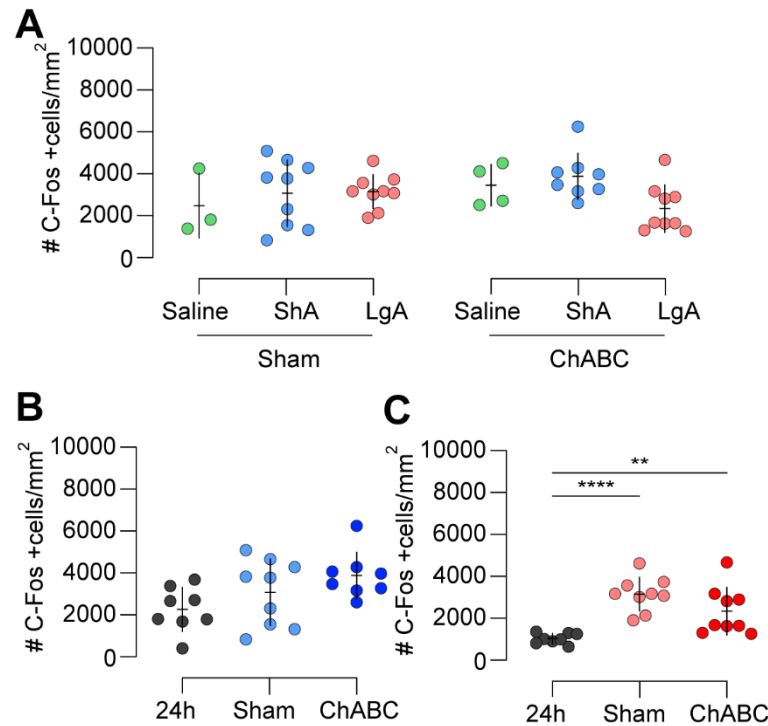 A
# C-Fos +cells/mm²
10000
8000
6000
4000
2000
0
Saline ShA LgA Saline ShA LgA
Sham ChABC
B
# C-Fos +cells/mm²
10000
8000
6000
4000
2000
0
24h Sham ChABC
C
# C-Fos +cells/mm²
10000
8000
6000
4000
2000
0
**
****
24h Sham ChABC